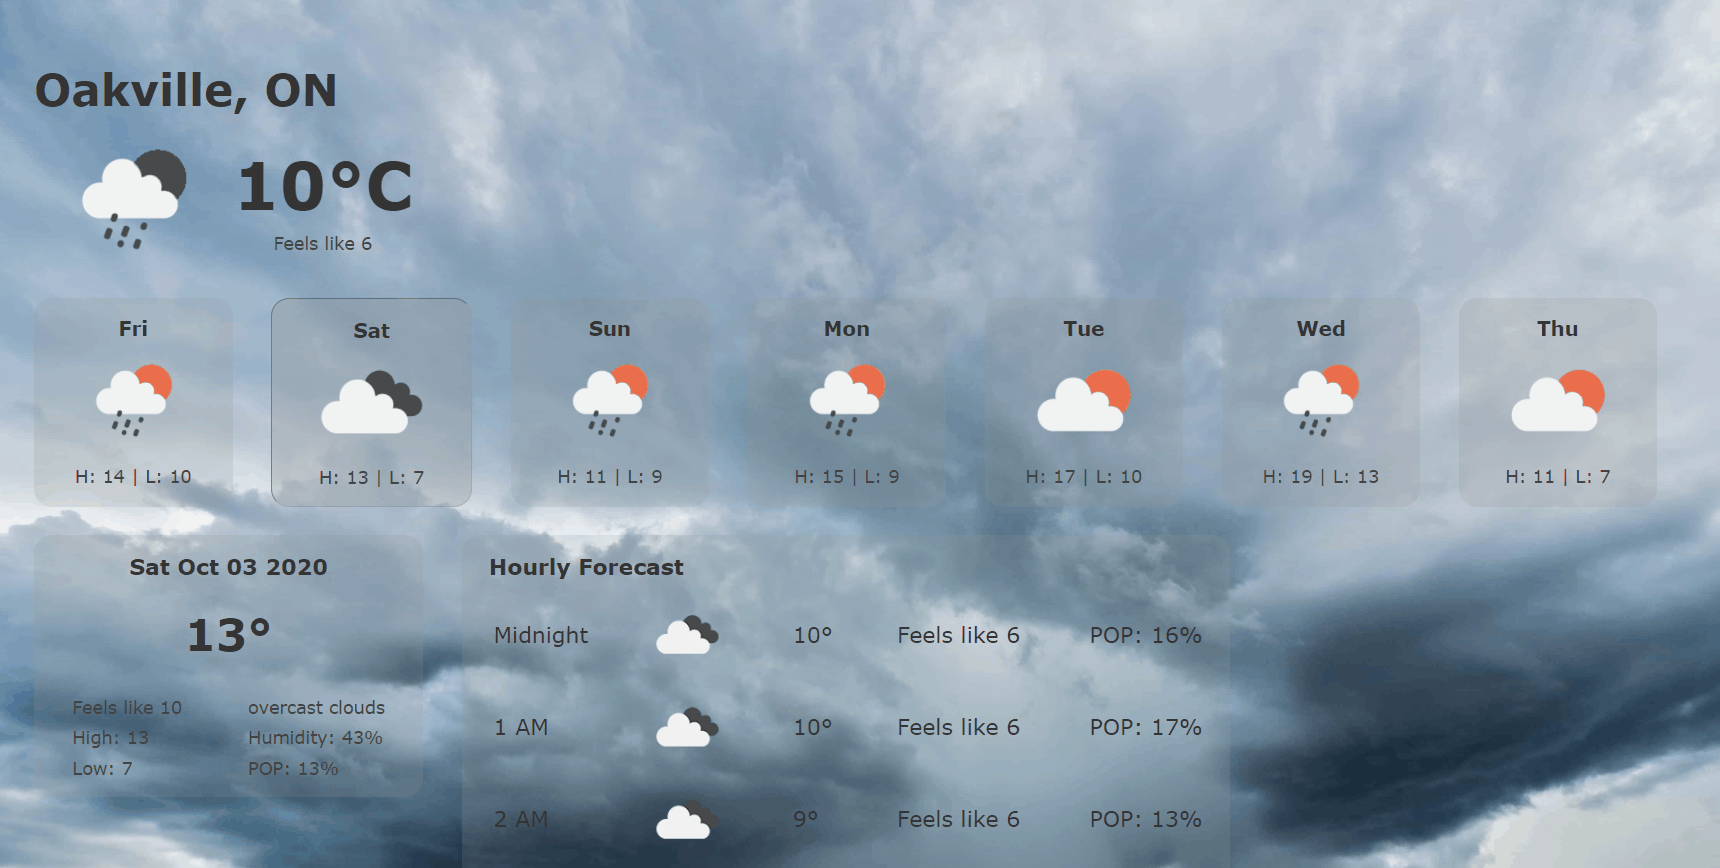 Oakville, ON
10°C
Feels like 6
Fri
H: 14 | L: 10
Sat
H: 13 | L: 7
Sun
H: 11 | L: 9
Mon
H: 15 | L: 9
Tue
H: 17 | L: 10
Wed
H: 19 | L: 13
Thu
H: 11 | L: 7
Sat Oct 03 2020
13°
Feels like 10
High: 13
Low: 7
overcast clouds
Humidity: 43%
POP: 13%
Hourly Forecast
Midnight 10° Feels like 6 POP: 16%
1 AM 10° Feels like 6 POP: 17%
2 AM 9° Feels like 6 POP: 13%